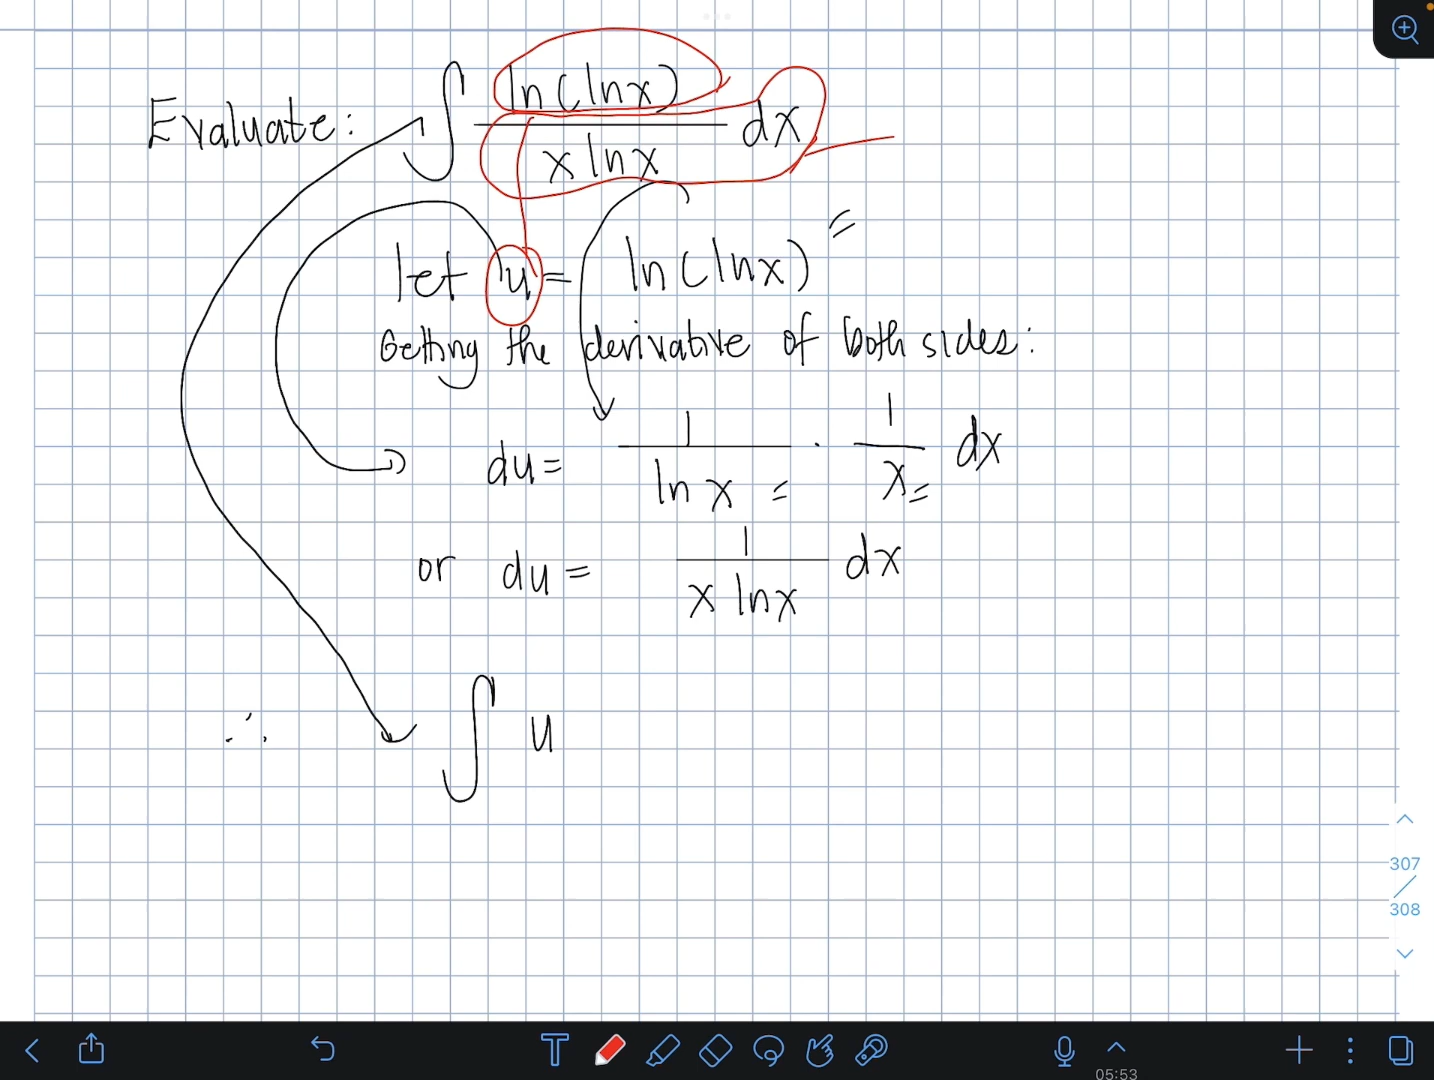 Evaluate: ∫ ln(lnx) / x lnx dx
let u = ln(lnx)
Getting the derivative of both sides:
du = 1 / ln x · 1 / x dx
or du = 1 / x lnx dx
∴ ∫ u
307
308
T
05:53